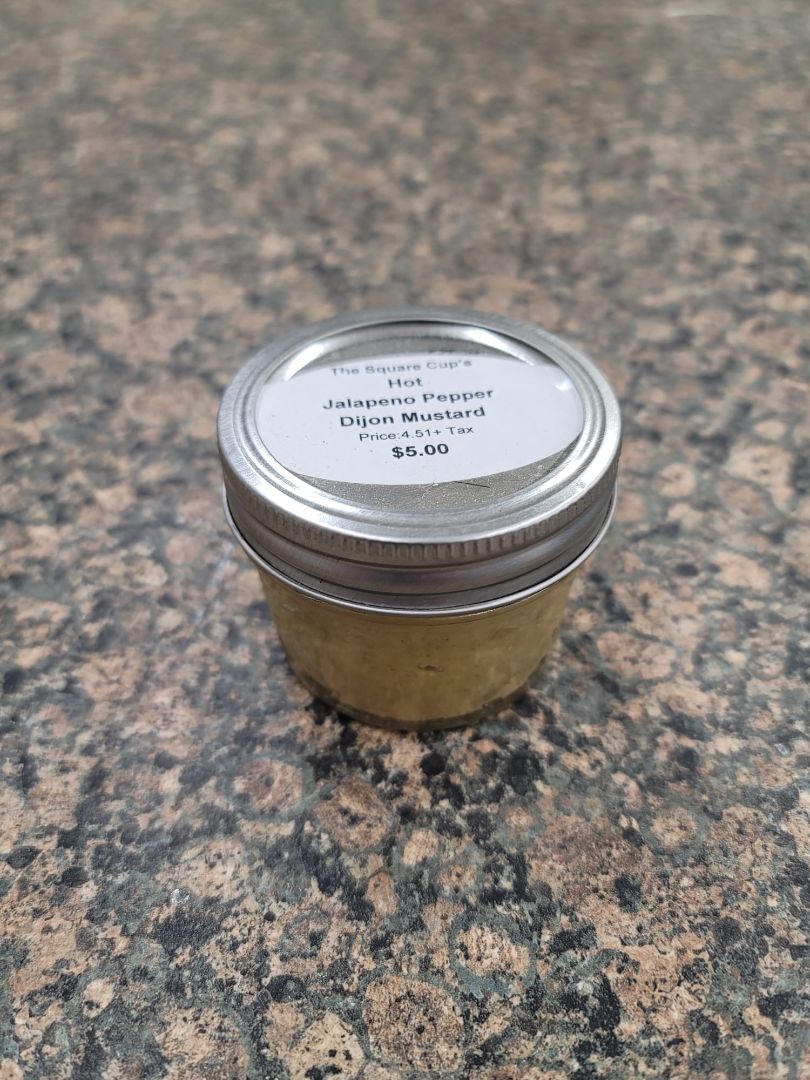 The Square Cup's
Hot
Jalapeno Pepper
Dijon Mustard
Price:4.51+ Tax
$5.00